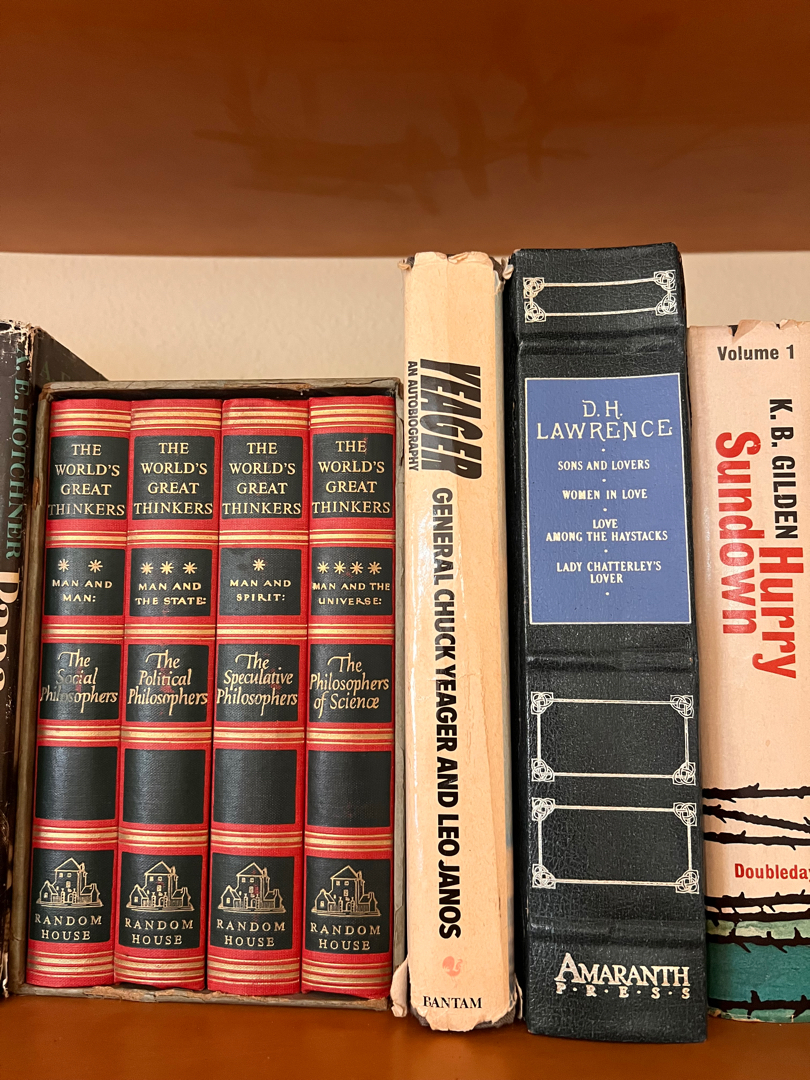 A. E. HOTCHNER
THE
WORLD'S
GREAT
THINKERS
* *
MAN AND
MAN:
The
Social
Philosophers
RANDOM
HOUSE
THE
WORLD'S
GREAT
THINKERS
* * *
MAN AND
THE STATE:
The
Political
Philosophers
RANDOM
HOUSE
THE
WORLD'S
GREAT
THINKERS
*
MAN AND
SPIRIT:
The
Speculative
Philosophers
RANDOM
HOUSE
THE
WORLD'S
GREAT
THINKERS
* * * *
MAN AND THE
UNIVERSE:
The
Philosophers
of Science
RANDOM
HOUSE
YEAGER
AN AUTOBIOGRAPHY
GENERAL CHUCK YEAGER AND LEO JANOS
BANTAM
D. H.
LAWRENCE
SONS AND LOVERS
WOMEN IN LOVE
LOVE
AMONG THE HAYSTACKS
LADY CHATTERLEY'S
LOVER
AMARANTH
P·R·E·S·S
Volume 1
K. B. GILDEN
Hurry
Sundown
Doubleday